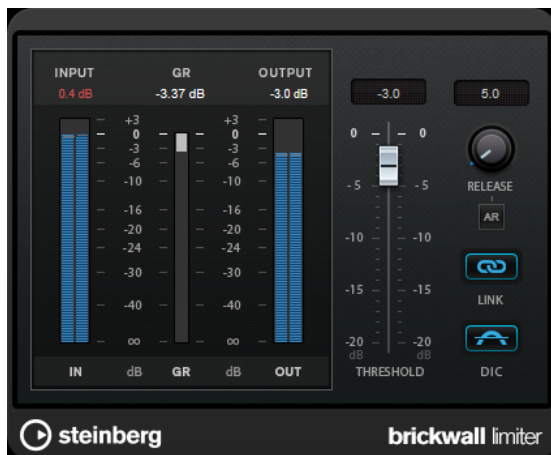 INPUT GR OUTPUT
0.4 dB -3.37 dB -3.0 dB
-3.0 5.0
+3 +3
0 0 0 0
-3 -3
-6 -6
-10 -10
-5 -5
RELEASE
AR
-16 -16
-20 -20
-24 -24
-10 -10
-30 -30
-15 -15
LINK
-40 -40
∞ ∞
-20 -20
dB dB
IN dB GR dB OUT
THRESHOLD DIC
steinberg brickwall limiter